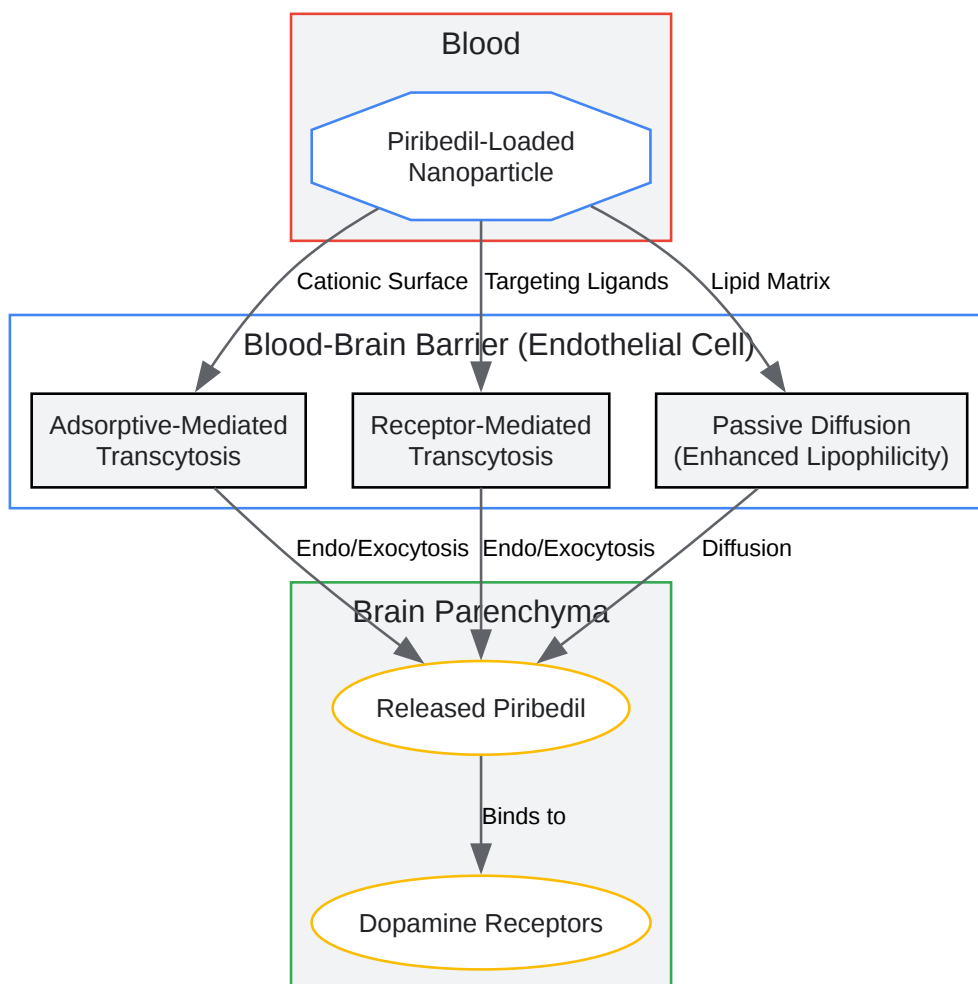 Blood
Piribedil-Loaded
Nanoparticle
Cationic Surface
Targeting Ligands
Lipid Matrix
Blood-Brain Barrier (Endothelial Cell)
Adsorptive-Mediated
Transcytosis
Receptor-Mediated
Transcytosis
Passive Diffusion
(Enhanced Lipophilicity)
Endo/Exocytosis
Endo/Exocytosis
Diffusion
Brain Parenchyma
Released Piribedil
Binds to
Dopamine Receptors